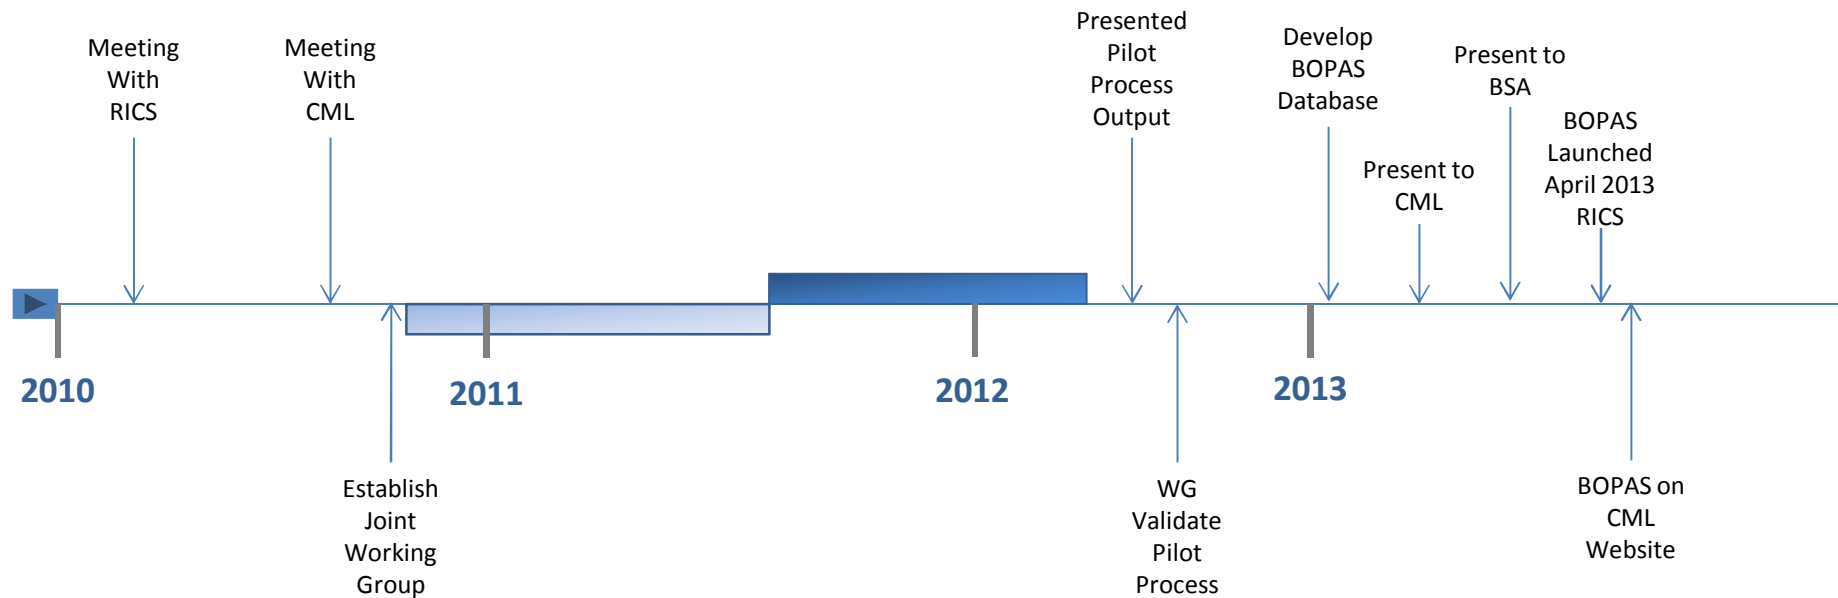 Meeting
With
RICS
Meeting
With
CML
Presented
Pilot
Process
Output
Develop
BOPAS
Database
Present to
CML
Present to
BSA
BOPAS
Launched
April 2013
RICS
2010
2011
2012
2013
Establish
Joint
Working
Group
WG
Validate
Pilot
Process
BOPAS on
CML
Website